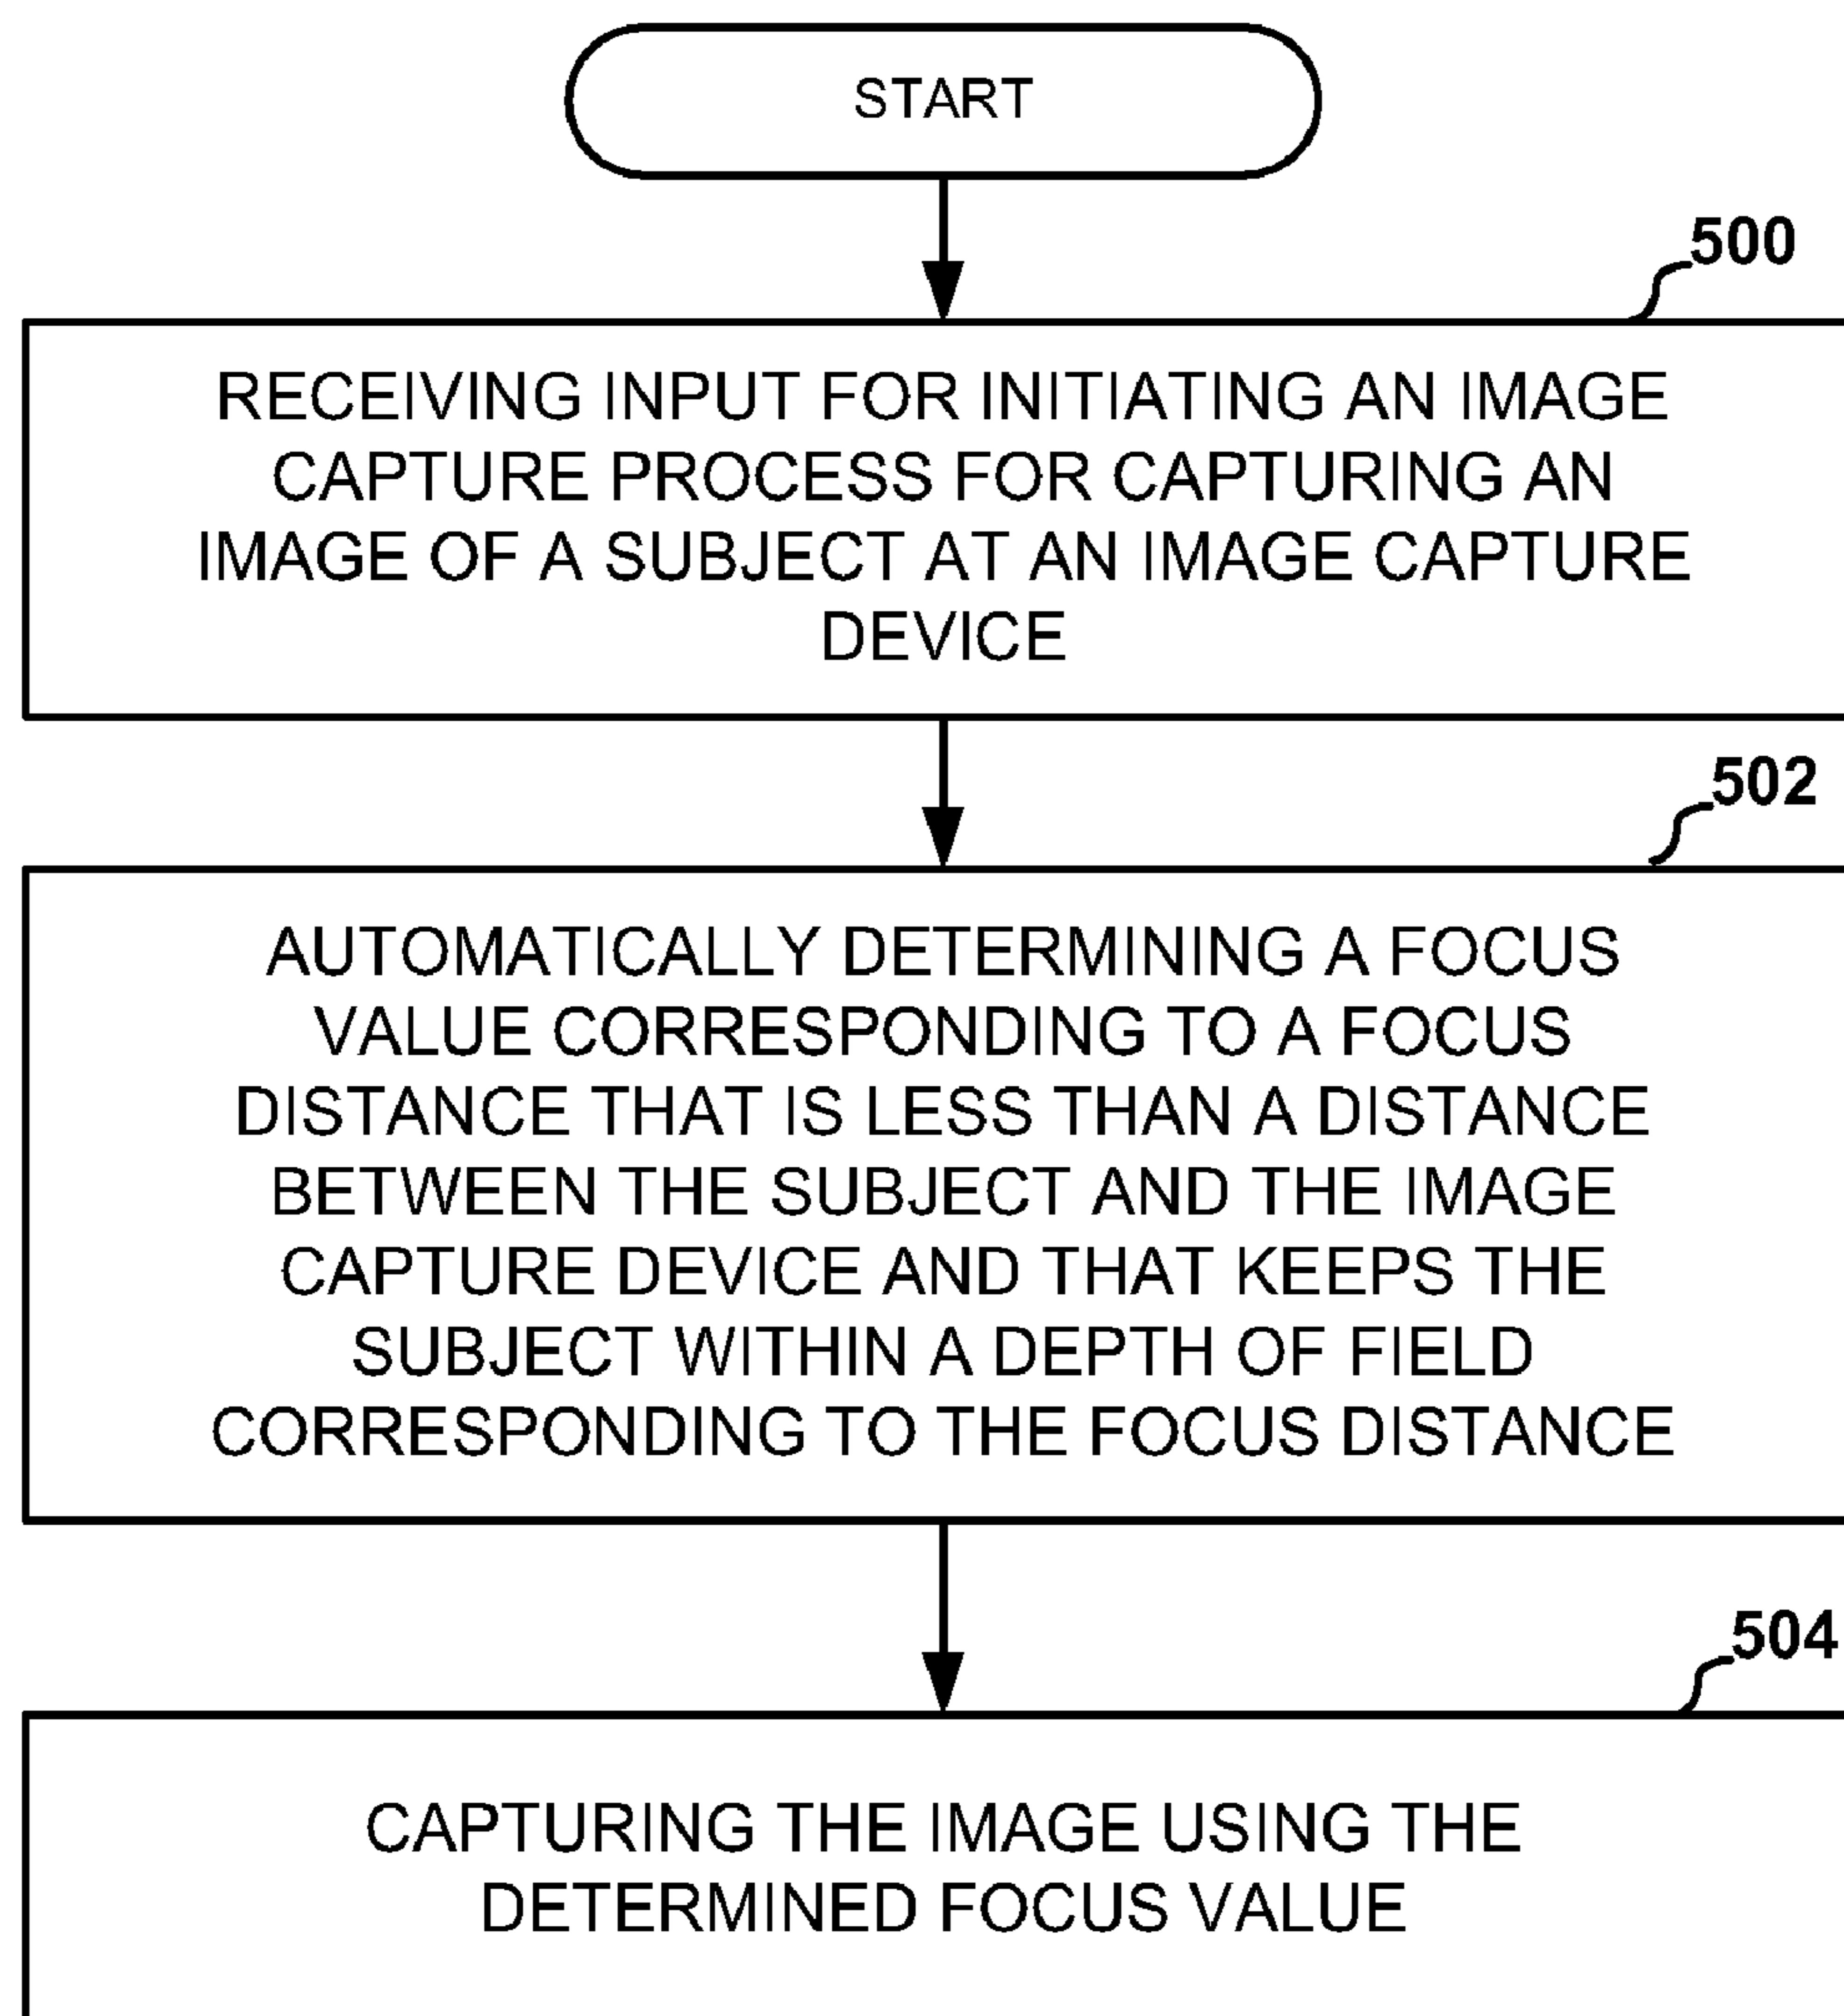 START
500
RECEIVING INPUT FOR INITIATING AN IMAGE
CAPTURE PROCESS FOR CAPTURING AN
IMAGE OF A SUBJECT AT AN IMAGE CAPTURE
DEVICE
502
AUTOMATICALLY DETERMINING A FOCUS
VALUE CORRESPONDING TO A FOCUS
DISTANCE THAT IS LESS THAN A DISTANCE
BETWEEN THE SUBJECT AND THE IMAGE
CAPTURE DEVICE AND THAT KEEPS THE
SUBJECT WITHIN A DEPTH OF FIELD
CORRESPONDING TO THE FOCUS DISTANCE
504
CAPTURING THE IMAGE USING THE
DETERMINED FOCUS VALUE